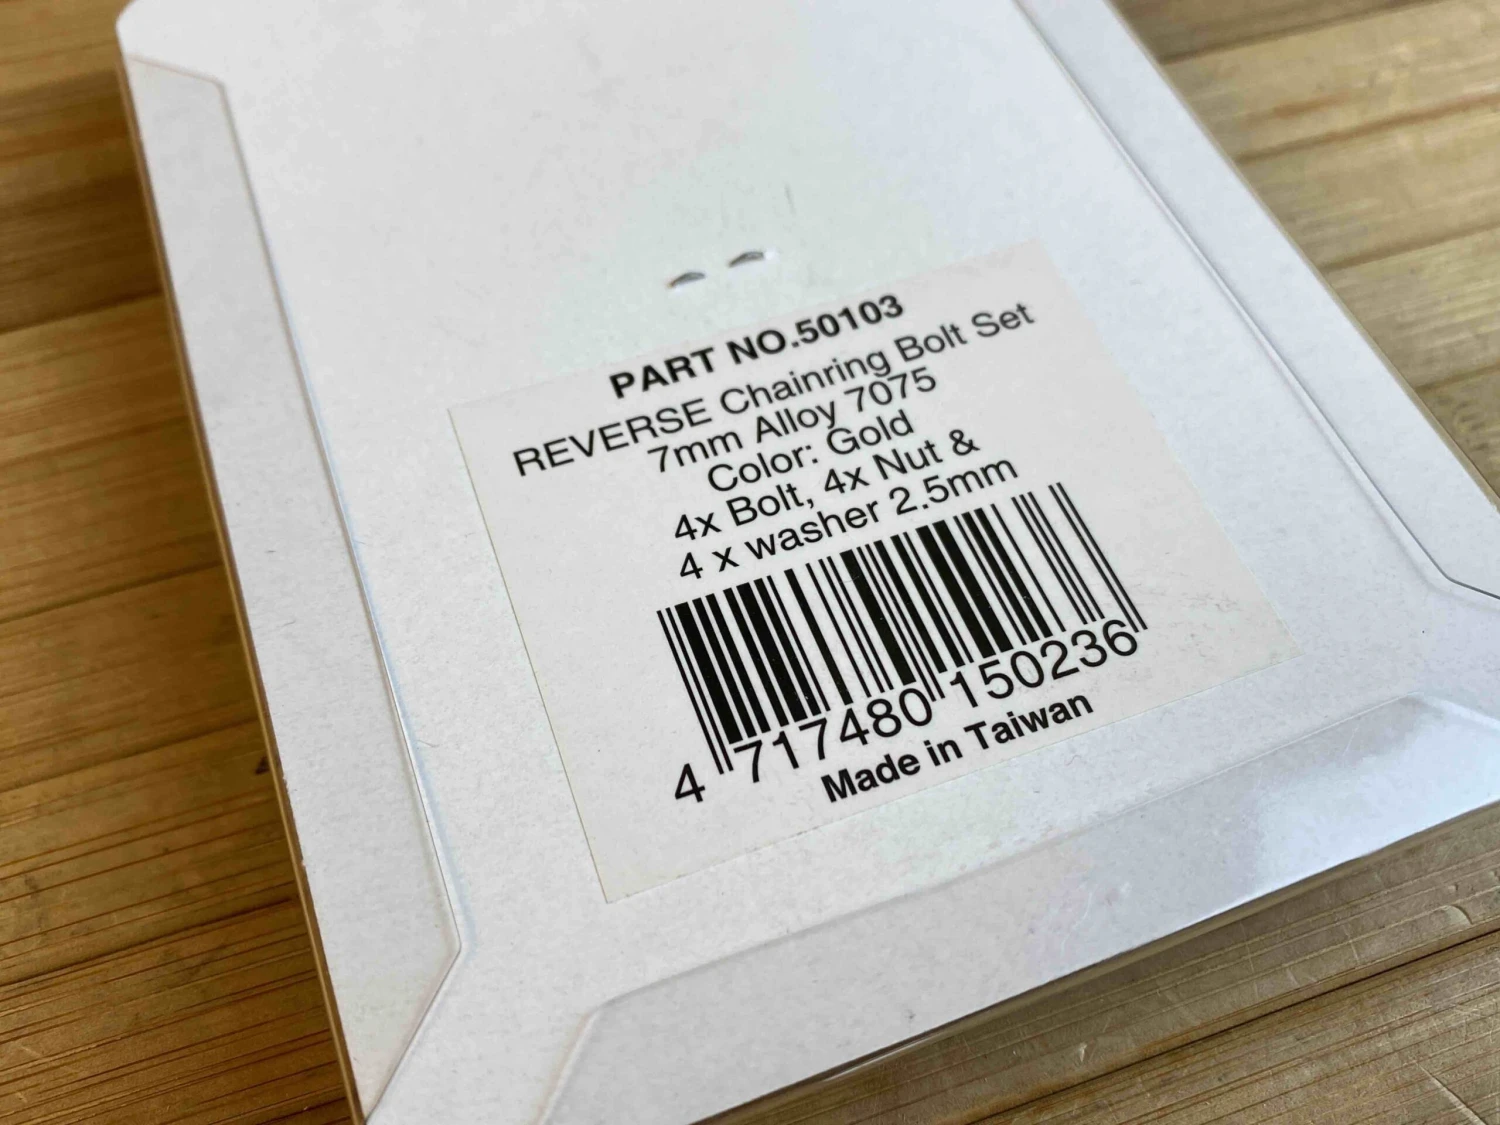 PART NO.50103
REVERSE Chainring Bolt Set
7mm Alloy 7075
Color: Gold
4x Bolt, 4x Nut &
4 x washer 2.5mm
4 717480 150236
Made in Taiwan